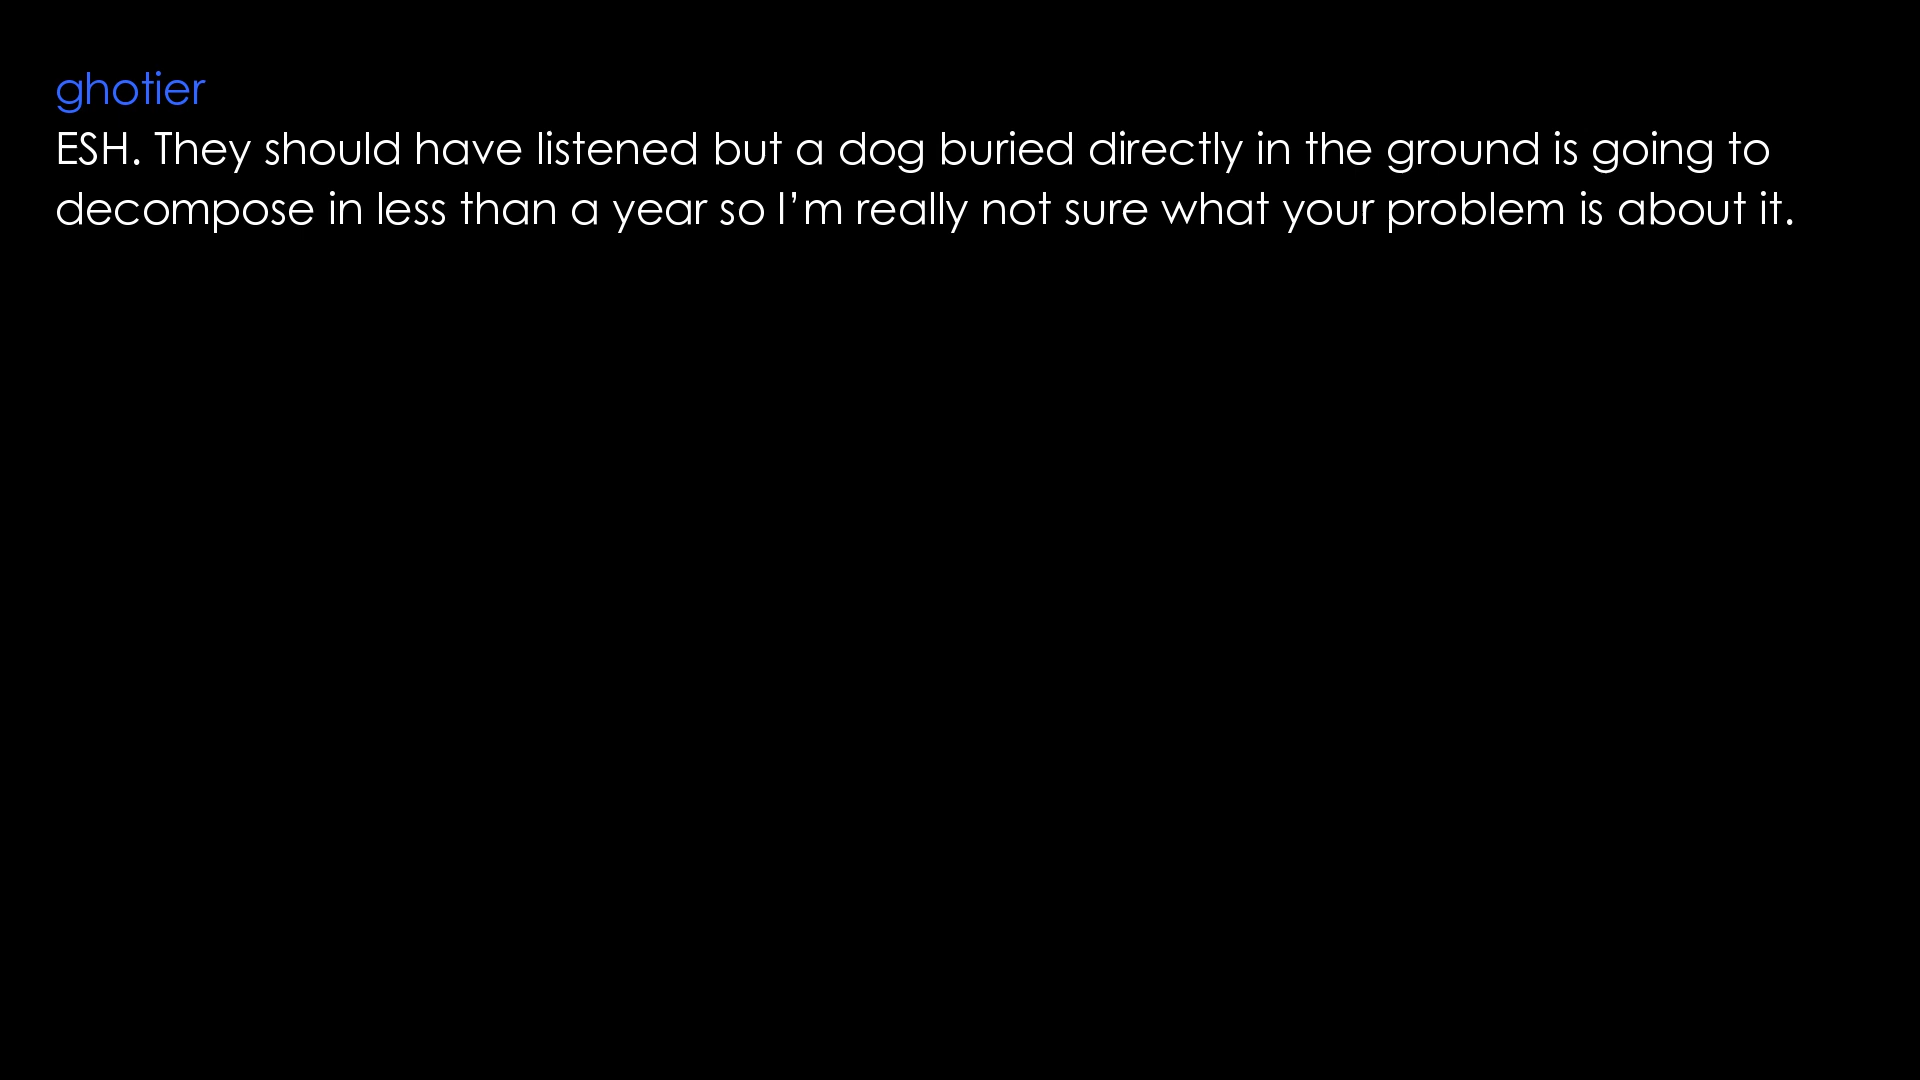 ghotier
ESH. They should have listened but a dog buried directly in the ground is going to
decompose in less than a year so I’m really not sure what your problem is about it.